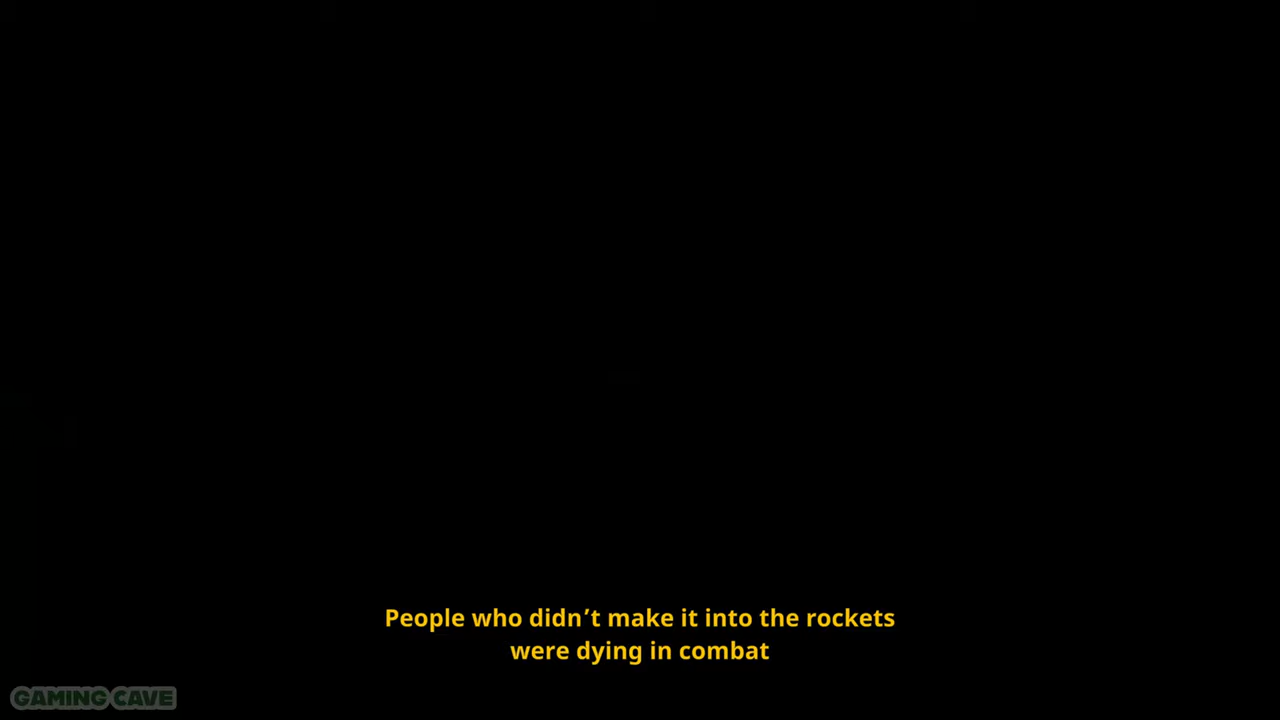 People who didn’t make it into the rockets
were dying in combat
GAMING CAVE